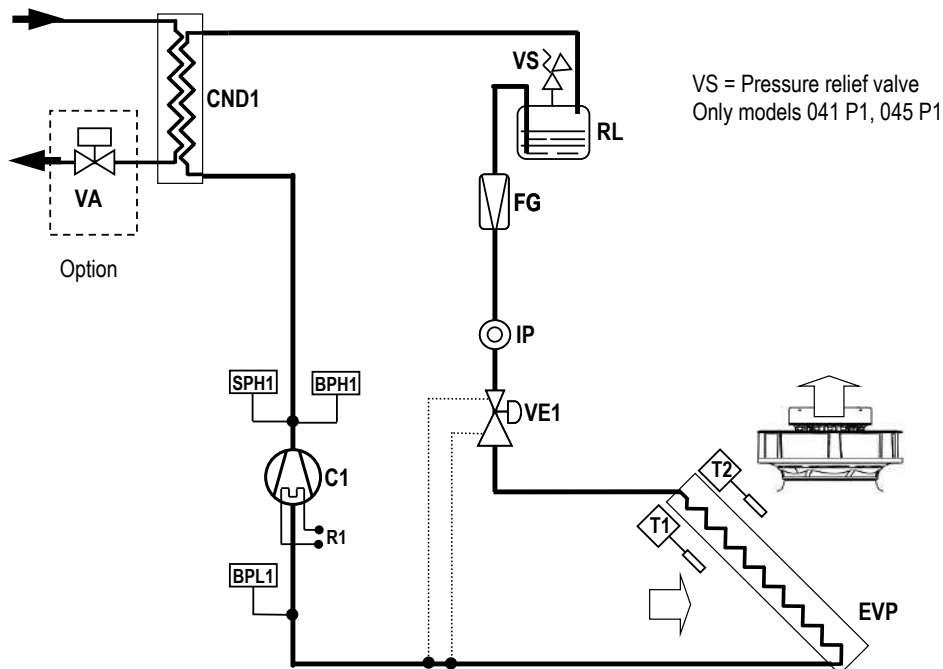 VS
VS = Pressure relief valve
Only models 041 P1, 045 P1
CND1
RL
VA
FG
Option
IP
SPH1
BPH1
VE1
C1
T2
R1
T1
BPL1
EVP